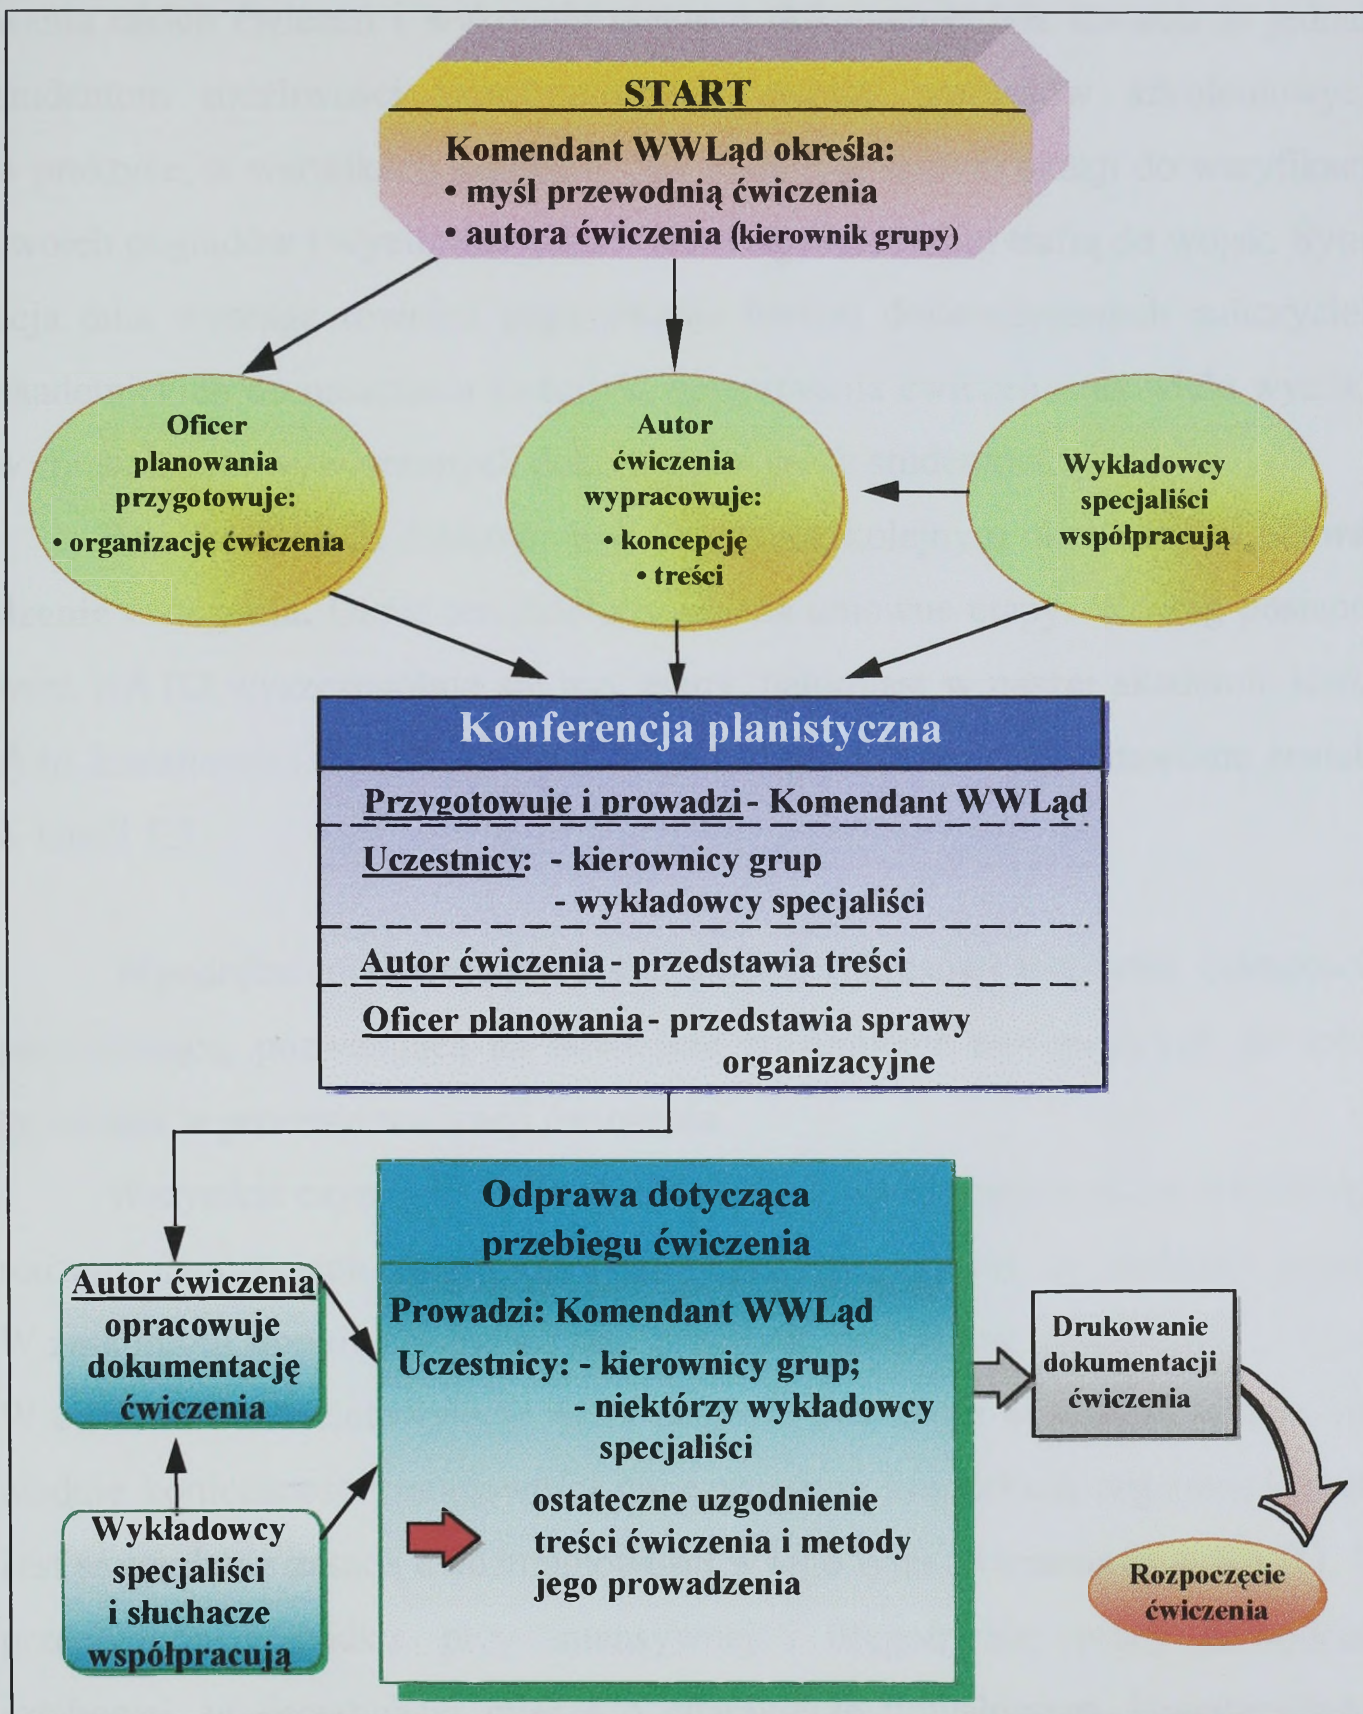 START
Komendant WWLąd określa:
• myśl przewodnią ćwiczenia
• autora ćwiczenia (kierownik grupy)
Oficer
planowania
przygotowuje:
• organizację ćwiczenia
Autor
ćwiczenia
wypracowuje:
• koncepcję
• treści
Wykładowcy
specjaliści
współpracują
Konferencja planistyczna
Przygotowuje i prowadzi - Komendant WWLąd
Uczestnicy: - kierownicy grup
- wykładowcy specjaliści
Autor ćwiczenia - przedstawia treści
Oficer planowania - przedstawia sprawy
organizacyjne
Autor ćwiczenia
opracowuje
dokumentację
ćwiczenia
Wykładowcy
specjaliści
i słuchacze
współpracują
Odprawa dotycząca
przebiegu ćwiczenia
Prowadzi: Komendant WWLąd
Uczestnicy: - kierownicy grup;
- niektórzy wykładowcy
specjaliści
ostateczne uzgodnienie
treści ćwiczenia i metody
jego prowadzenia
Drukowanie
dokumentacji
ćwiczenia
Rozpoczęcie
ćwiczenia